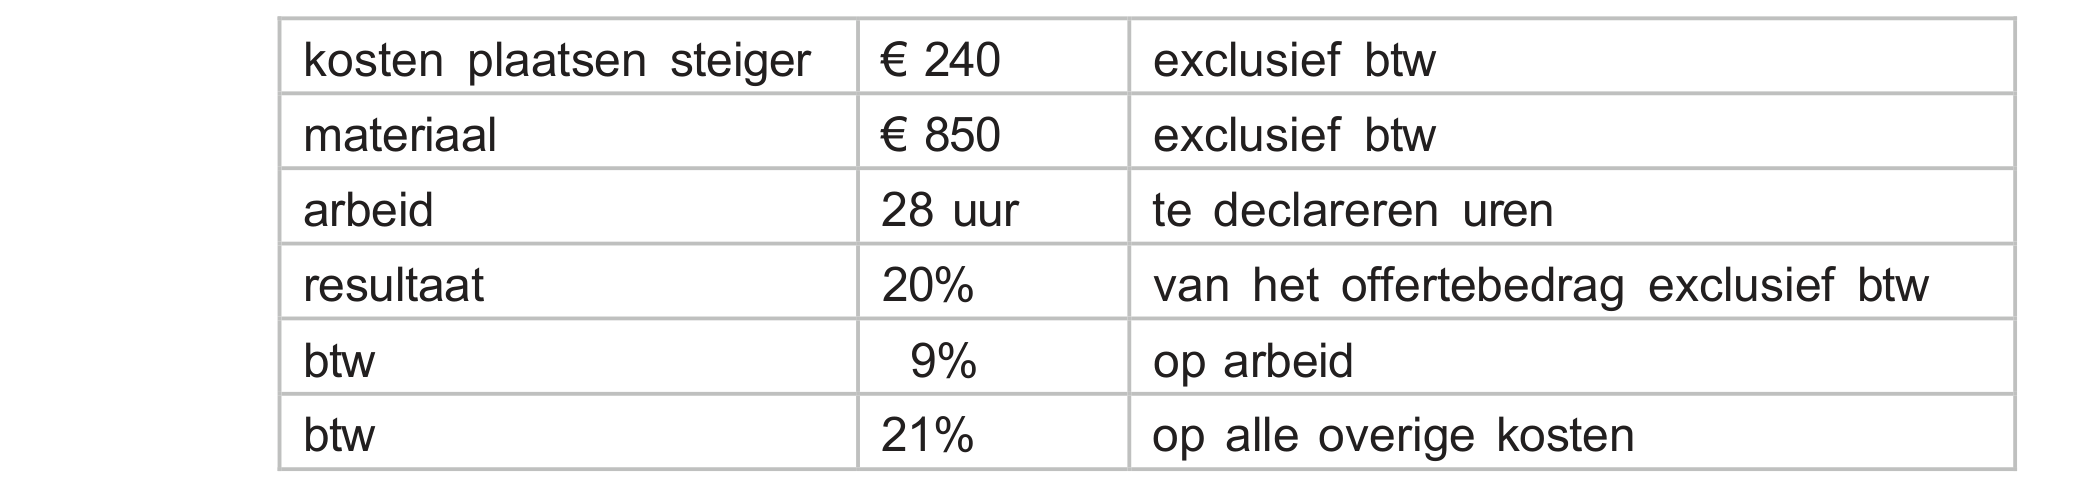 kosten plaatsen steiger € 240 exclusief btw
materiaal € 850 exclusief btw
arbeid 28 uur te declareren uren
resultaat 20% van het offertebedrag exclusief btw
btw 9% op arbeid
btw 21% op alle overige kosten